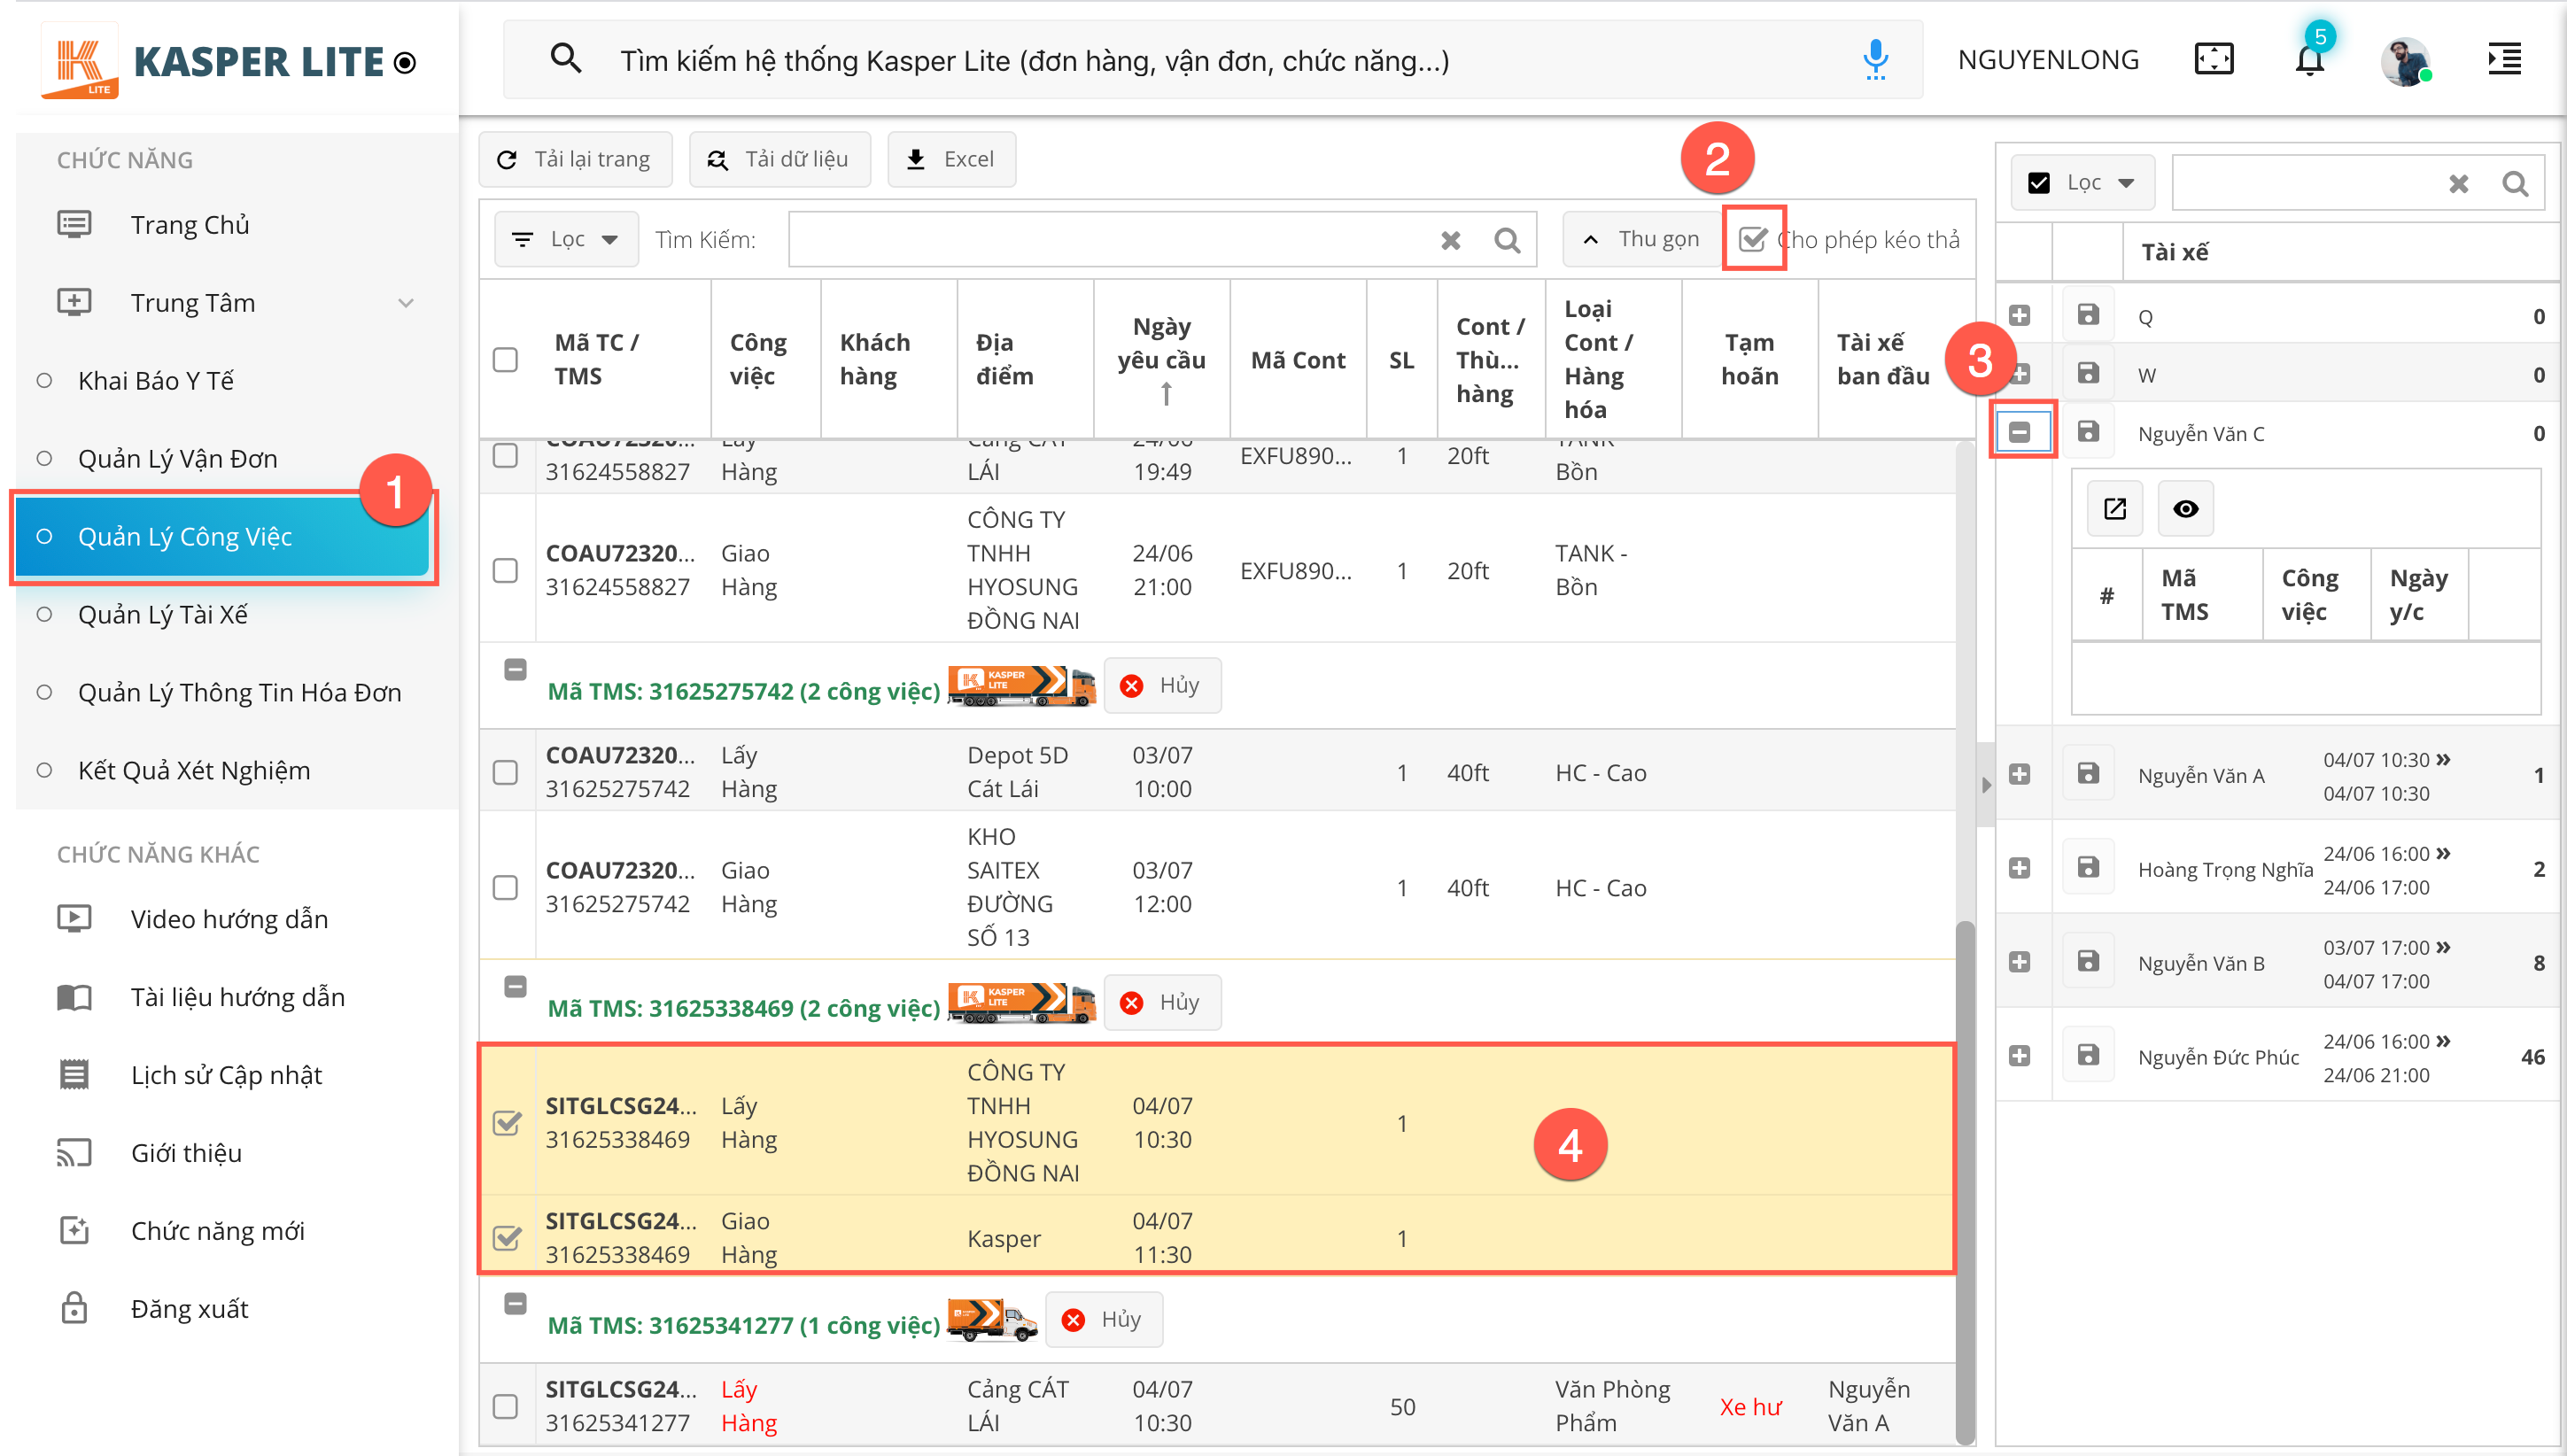 LITE
KASPER LITE
Tìm kiếm hệ thống Kasper Lite (đơn hàng, vận đơn, chức năng...)
NGUYENLONG
5
CHỨC NĂNG
Trang Chủ
Trung Tâm
Khai Báo Y Tế
Quản Lý Vận Đơn
1
Quản Lý Công Việc
Quản Lý Tài Xế
Quản Lý Thông Tin Hóa Đơn
Kết Quả Xét Nghiệm
CHỨC NĂNG KHÁC
Video hướng dẫn
Tài liệu hướng dẫn
Lịch sử Cập nhật
Giới thiệu
Chức năng mới
Đăng xuất
Tải lại trang
Tải dữ liệu
Excel
2
Lọc
Tìm Kiếm:
Thu gọn
Cho phép kéo thả
Mã TC /
TMS
Công
việc
Khách
hàng
Địa
điểm
Ngày
yêu cầu
Mã Cont
SL
Cont /
Thù...
hàng
Loại
Cont /
Hàng
hóa
Tạm
hoãn
Tài xế
ban đầu
COAU72320... Lấy Cảng CÁT 24/06 TANK
31624558827 Hàng LÁI 19:49 EXFU890... 1 20ft Bồn
CÔNG TY
COAU72320... Giao TNHH 24/06 TANK -
31624558827 Hàng HYOSUNG 21:00 EXFU890... 1 20ft Bồn
ĐỒNG NAI
Mã TMS: 31625275742 (2 công việc) KASPER LITE Hủy
COAU72320... Lấy Depot 5D 03/07
31625275742 Hàng Cát Lái 10:00 1 40ft HC - Cao
KHO
COAU72320... Giao SAITEX 03/07
31625275742 Hàng ĐƯỜNG 12:00 1 40ft HC - Cao
SỐ 13
Mã TMS: 31625338469 (2 công việc) KASPER LITE Hủy
CÔNG TY
SITGLCSG24... Lấy TNHH 04/07
31625338469 Hàng HYOSUNG 10:30 1
ĐỒNG NAI
4
SITGLCSG24... Giao Kasper 04/07
31625338469 Hàng 11:30 1
Mã TMS: 31625341277 (1 công việc) Hủy
SITGLCSG24... Lấy Cảng CÁT 04/07 Văn Phòng Nguyễn
31625341277 Hàng LÁI 10:30 50 Phẩm Xe hư Văn A
Lọc
Tài xế
Q 0
3
W 0
Nguyễn Văn C 0
#
Mã
TMS
Công
việc
Ngày
y/c
Nguyễn Văn A 04/07 10:30 » 1
04/07 10:30
Hoàng Trọng Nghĩa 24/06 16:00 » 2
24/06 17:00
Nguyễn Văn B 03/07 17:00 » 8
04/07 17:00
Nguyễn Đức Phúc 24/06 16:00 » 46
24/06 21:00